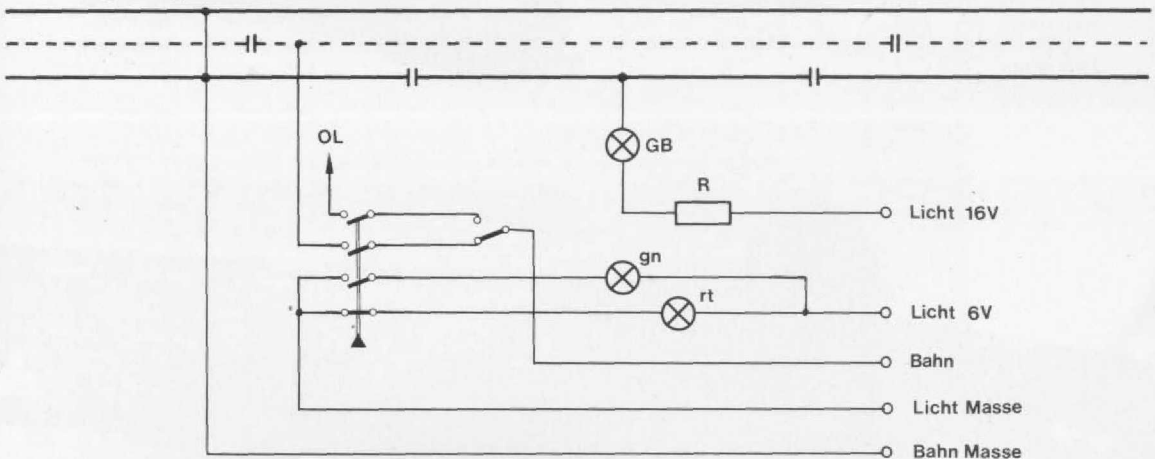 OL
GB
R
Licht 16V
gn
rt
Licht 6V
Bahn
Licht Masse
Bahn Masse